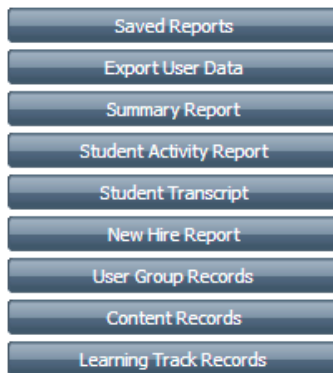 Saved Reports
Export User Data
Summary Report
Student Activity Report
Student Transcript
New Hire Report
User Group Records
Content Records
Learning Track Records